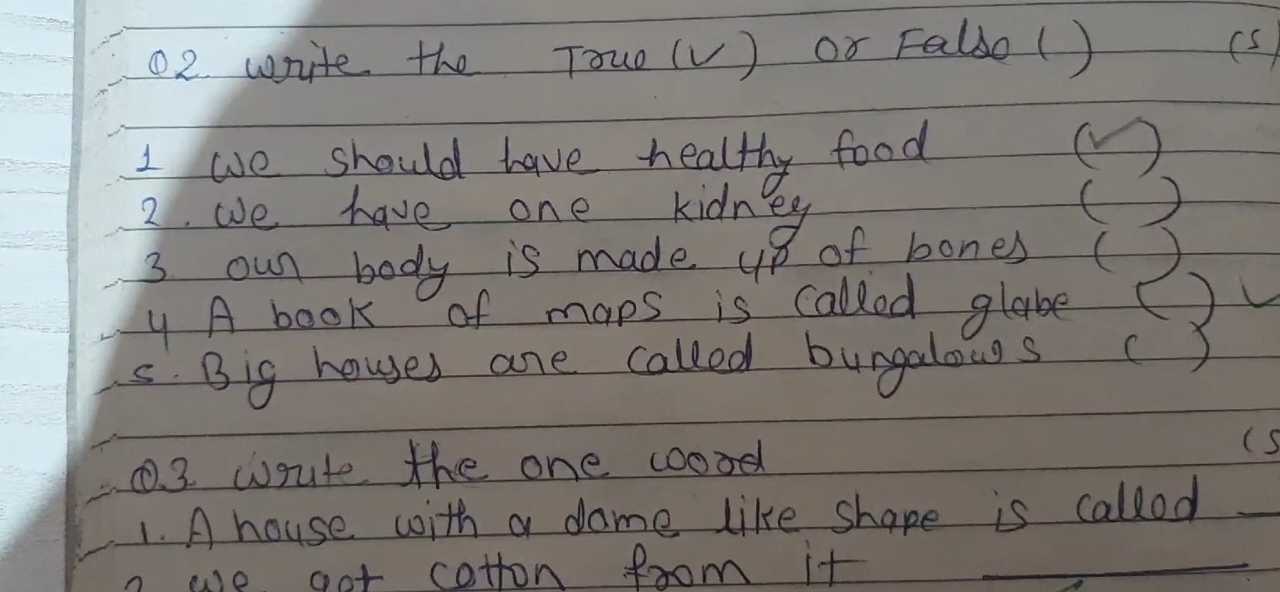 Q2 write the True (✓) or False ( ) (5)
1 we should have healthy food (✓)
2. we have one kidney ( )
3 our body is made up of bones ( )
4 A book of maps is called globe ( ) ✓
5. Big houses are called bungalows ( )
Q3 write the one word (5
1. A house with a dome like shape is called
2 we get cotton from it